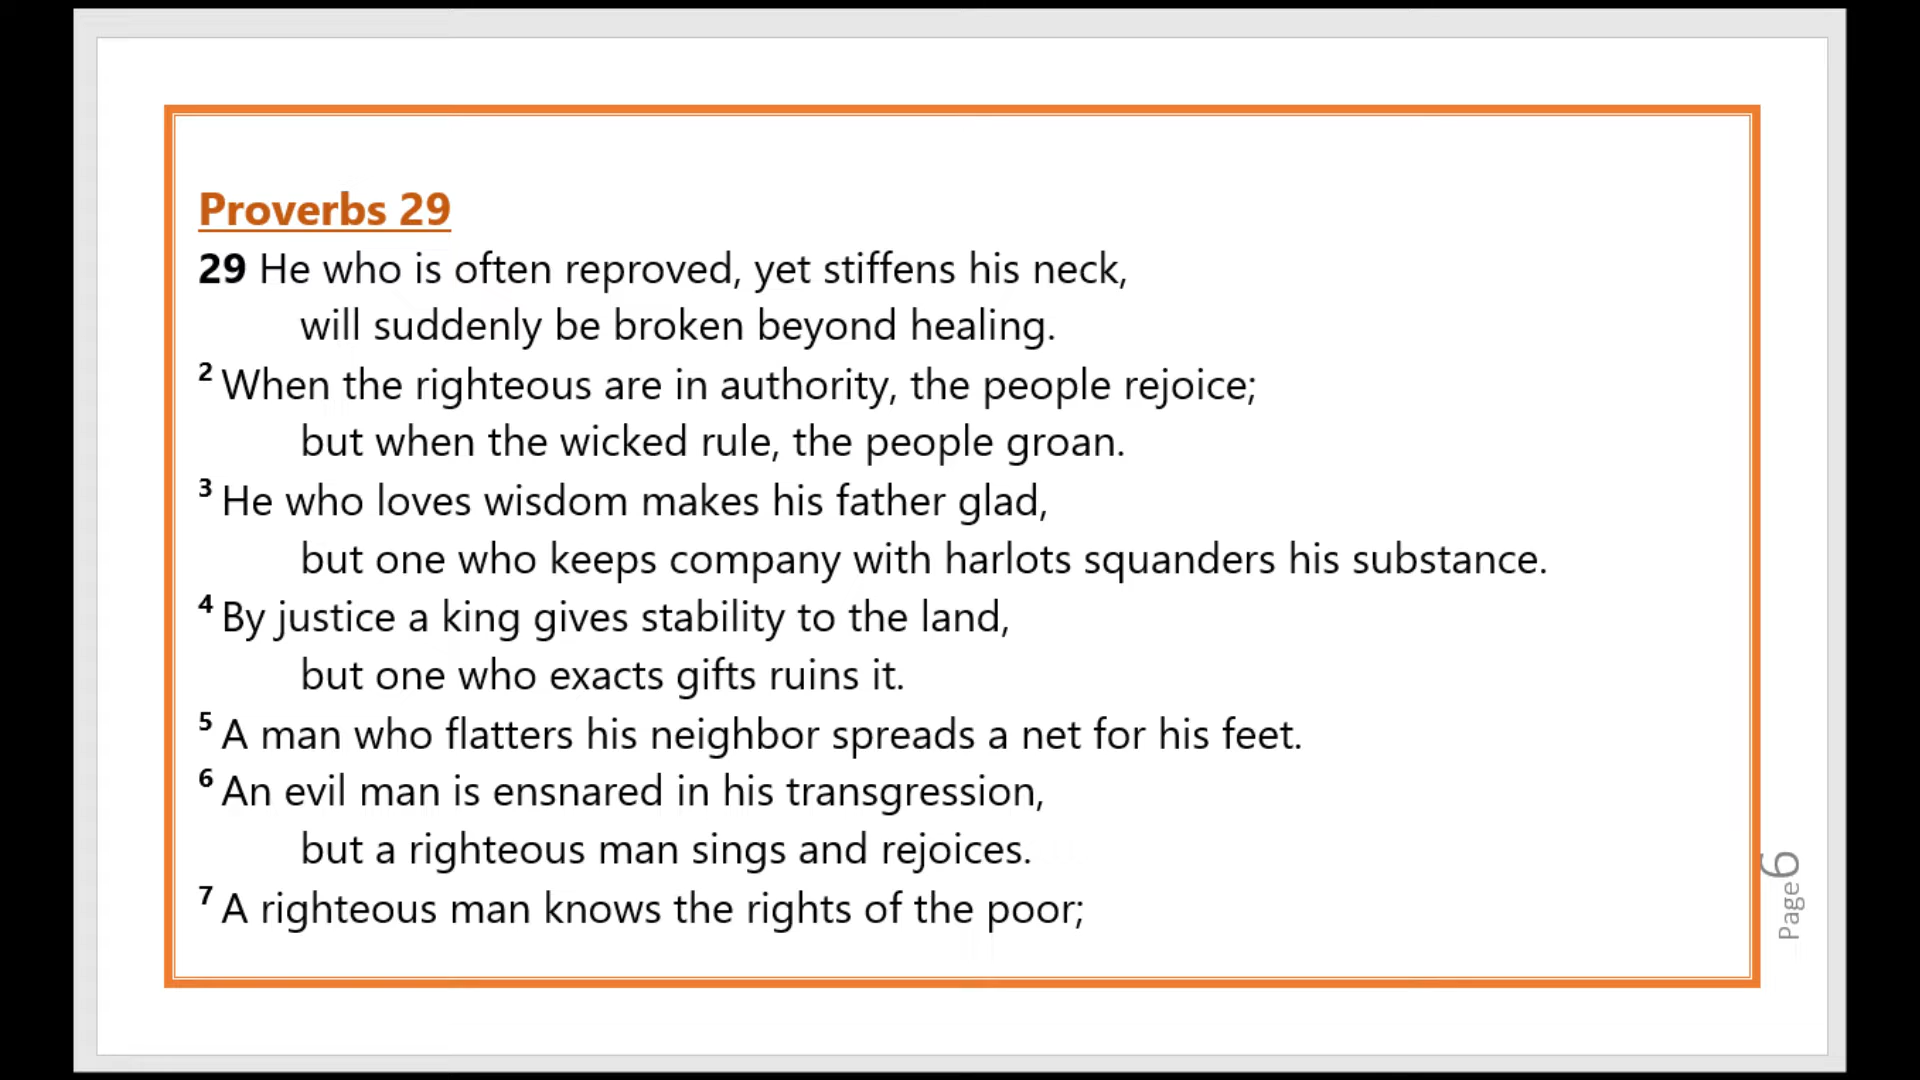 Proverbs 29
29 He who is often reproved, yet stiffens his neck,
will suddenly be broken beyond healing.
2 When the righteous are in authority, the people rejoice;
but when the wicked rule, the people groan.
3 He who loves wisdom makes his father glad,
but one who keeps company with harlots squanders his substance.
4 By justice a king gives stability to the land,
but one who exacts gifts ruins it.
5 A man who flatters his neighbor spreads a net for his feet.
6 An evil man is ensnared in his transgression,
but a righteous man sings and rejoices.
7 A righteous man knows the rights of the poor;
Page 6